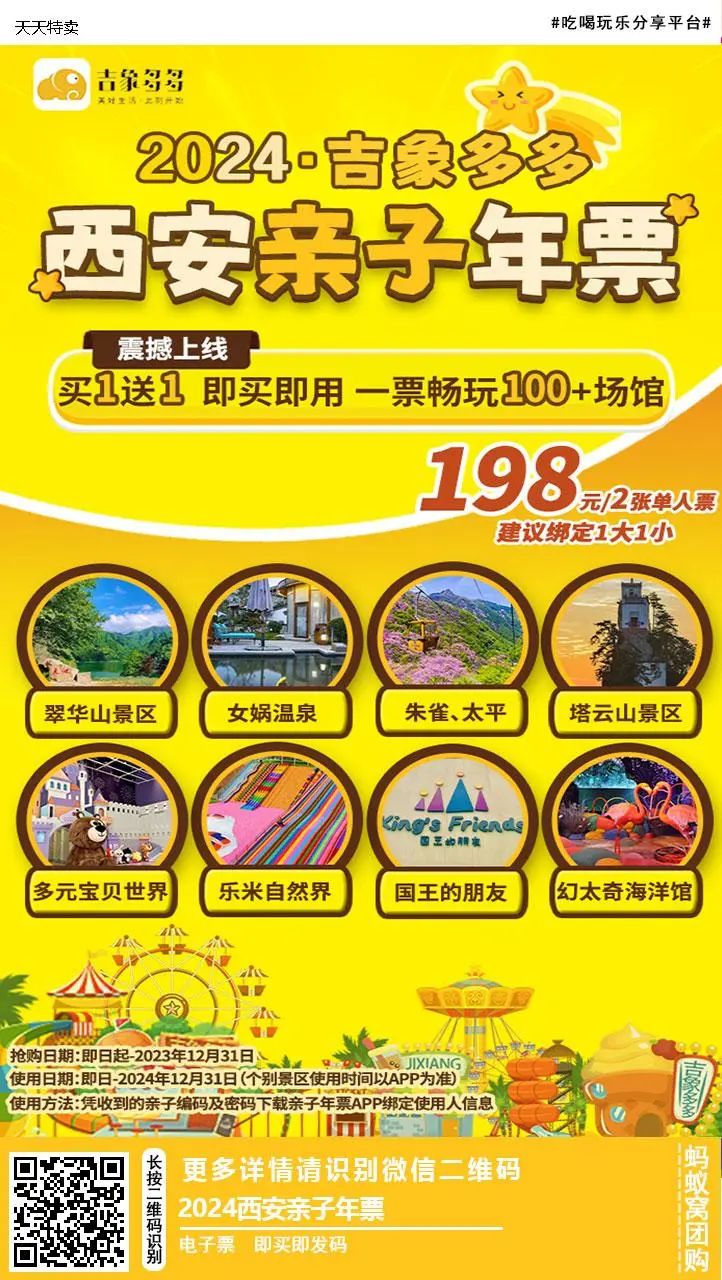 天天特卖
#吃喝玩乐分享平台#
吉象多多
美好生活·此刻开始
2024·吉象多多
西安亲子年票
震撼上线
买1送1 即买即用 一票畅玩100+场馆
198元/2张单人票
建议绑定1大1小
翠华山景区
女娲温泉
朱雀、太平
塔云山景区
King's Friends
国王的朋友
多元宝贝世界
乐米自然界
国王的朋友
幻太奇海洋馆
抢购日期:即日起-2023年12月31日
JIXIANG
使用日期:即日-2024年12月31日(个别景区使用时间以APP为准)
吉象多多
使用方法:凭收到的亲子编码及密码下载亲子年票APP绑定使用人信息
长按二维码识别
更多详情请识别微信二维码
2024西安亲子年票
电子票 即买即发码
蚂蚁窝团购